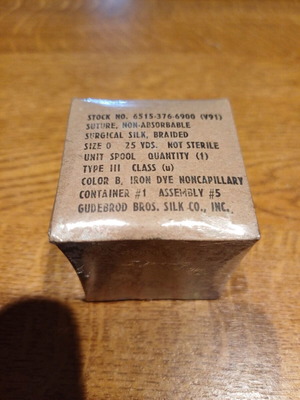 STOCK NO. 6515-376-6900 (V91)
SUTURE, NON-ABSORBABLE
SURGICAL SILK, BRAIDED
SIZE 0 25 YDS. NOT STERILE
UNIT SPOOL QUANTITY (1)
TYPE III CLASS (u)
COLOR B, IRON DYE NONCAPILLARY
CONTAINER #1 ASSEMBLY #5
GUDEBROD BROS. SILK CO., INC.